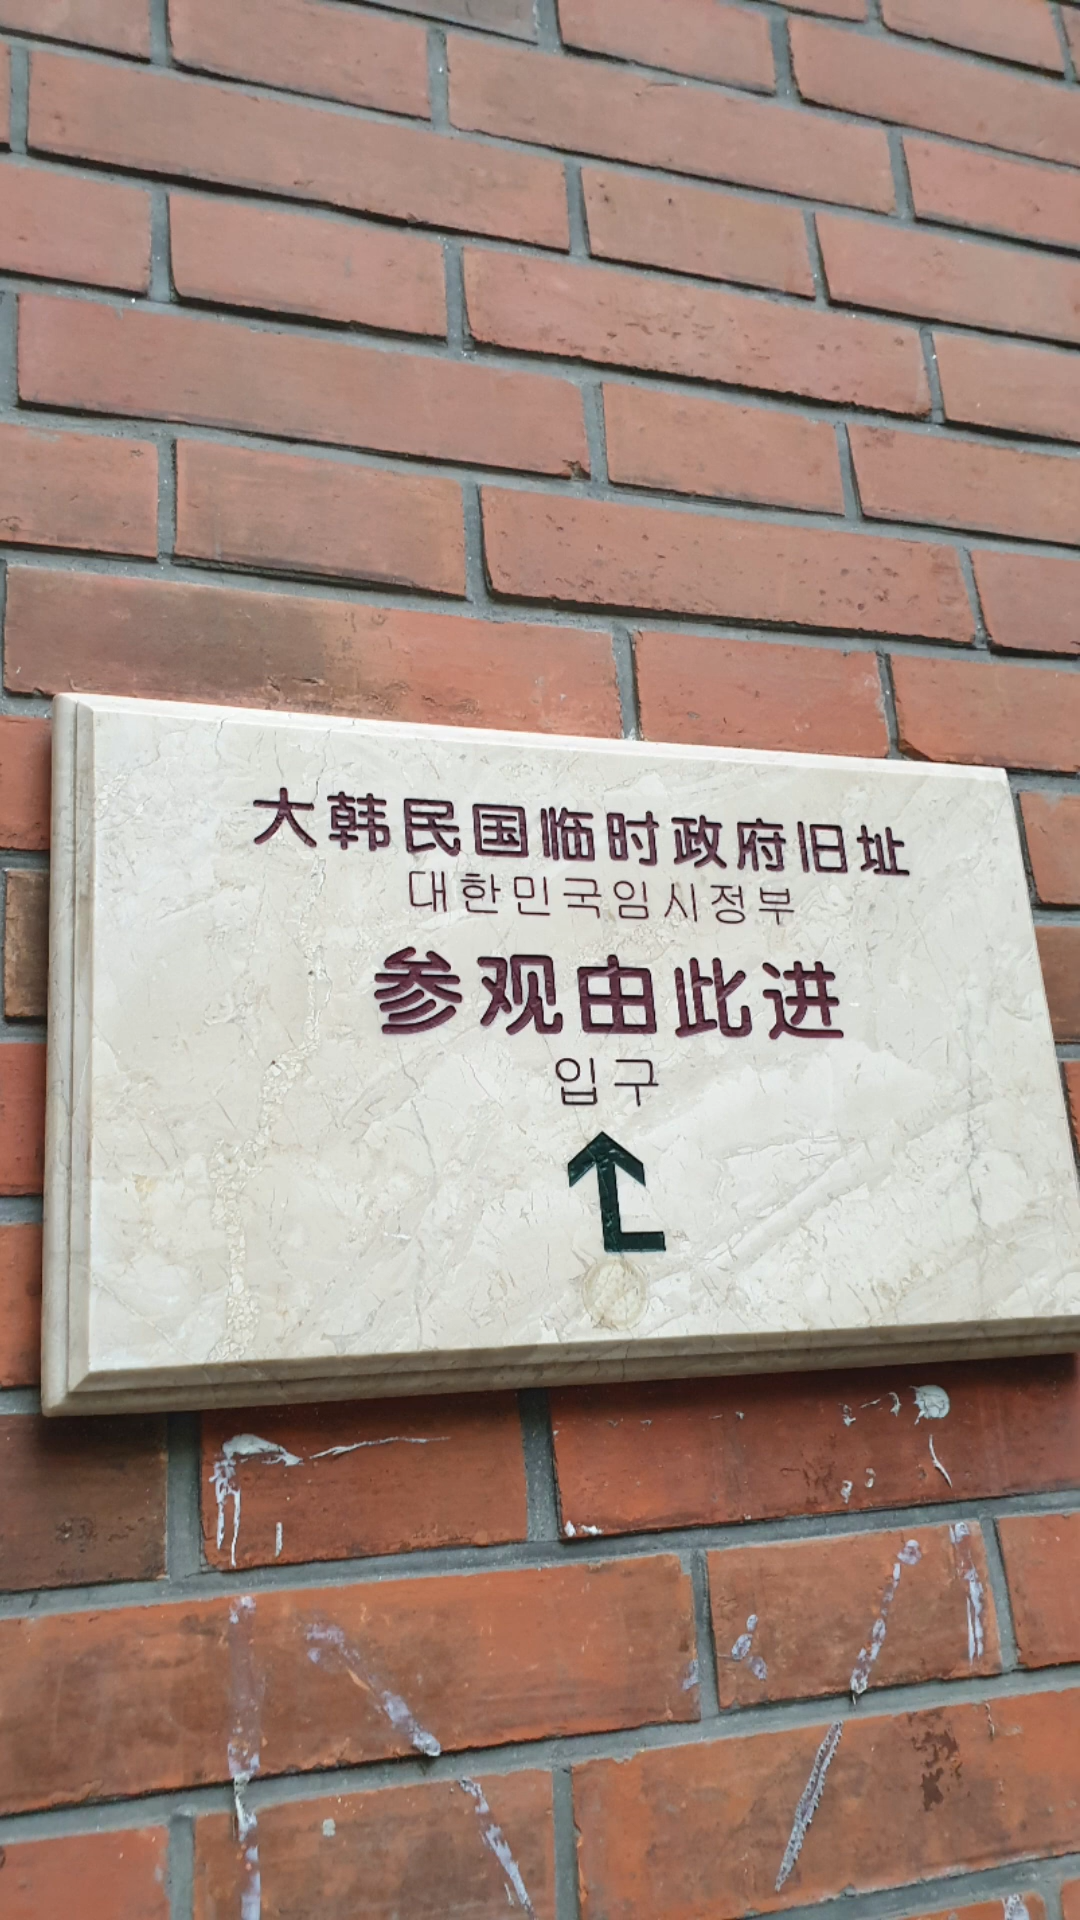 大韩民国临时政府旧址
대한민국임시정부
参观由此进
입구